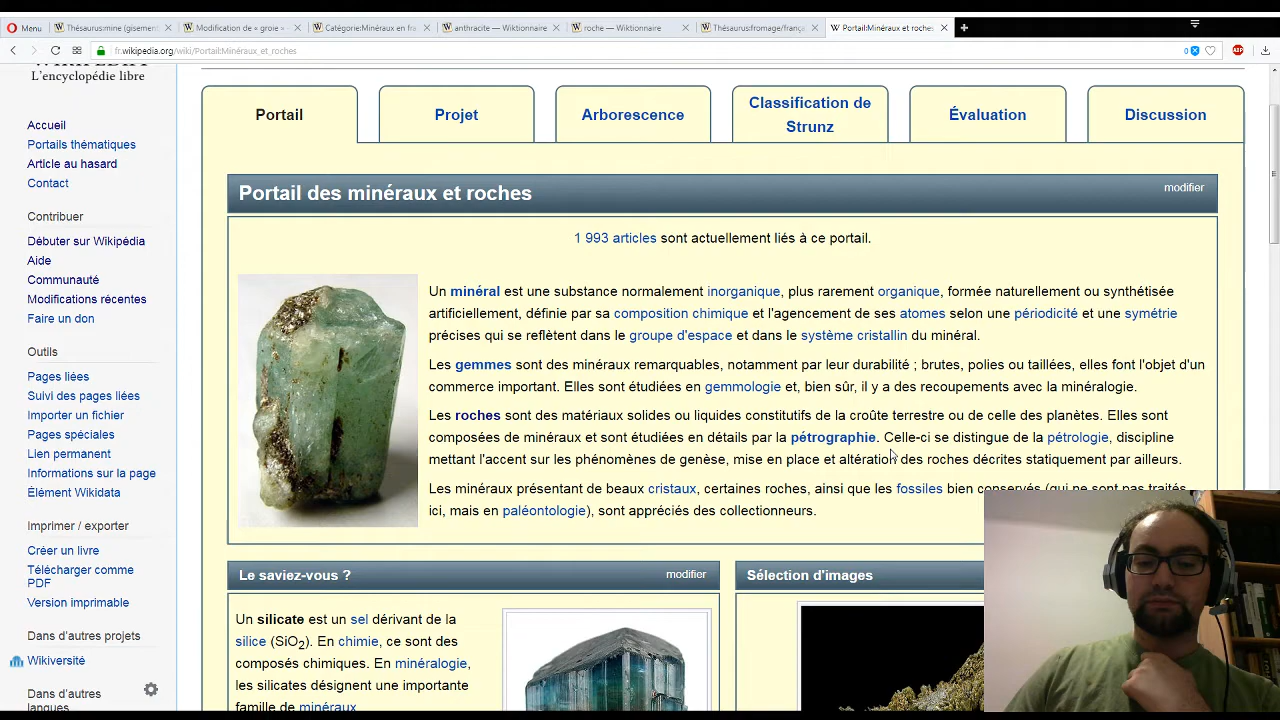 Menu
Thésaurus:mine (gisement
Modification de « proje »
Catégorie:Minéraux en fra
anthracite — Wiktionnaire
roche — Wiktionnaire
Thésaurus:fromage/françai
Portail:Minéraux et roches
fr.wikipedia.org/wiki/Portail:Minéraux_et_roches
0
ABP
L'encyclopédie libre
Accueil
Portails thématiques
Article au hasard
Contact
Contribuer
Débuter sur Wikipédia
Aide
Communauté
Modifications récentes
Faire un don
Outils
Pages liées
Suivi des pages liées
Importer un fichier
Pages spéciales
Lien permanent
Informations sur la page
Élément Wikidata
Imprimer / exporter
Créer un livre
Télécharger comme
PDF
Version imprimable
Dans d'autres projets
Wikiversité
Dans d'autres
langues
Portail
Projet
Arborescence
Classification de
Strunz
Évaluation
Discussion
Portail des minéraux et roches
modifier
1 993 articles sont actuellement liés à ce portail.
Un minéral est une substance normalement inorganique, plus rarement organique, formée naturellement ou synthétisée
artificiellement, définie par sa composition chimique et l'agencement de ses atomes selon une périodicité et une symétrie
précises qui se reflètent dans le groupe d'espace et dans le système cristallin du minéral.
Les gemmes sont des minéraux remarquables, notamment par leur durabilité ; brutes, polies ou taillées, elles font l'objet d'un
commerce important. Elles sont étudiées en gemmologie et, bien sûr, il y a des recoupements avec la minéralogie.
Les roches sont des matériaux solides ou liquides constitutifs de la croûte terrestre ou de celle des planètes. Elles sont
composées de minéraux et sont étudiées en détails par la pétrographie. Celle-ci se distingue de la pétrologie, discipline
mettant l'accent sur les phénomènes de genèse, mise en place et altération des roches décrites statiquement par ailleurs.
Les minéraux présentant de beaux cristaux, certaines roches, ainsi que les fossiles bien conservés (qui ne sont pas traités
ici, mais en paléontologie), sont appréciés des collectionneurs.
Le saviez-vous ?
modifier
Un silicate est un sel dérivant de la
silice (SiO2). En chimie, ce sont des
composés chimiques. En minéralogie,
les silicates désignent une importante
famille de minéraux.
Sélection d'images